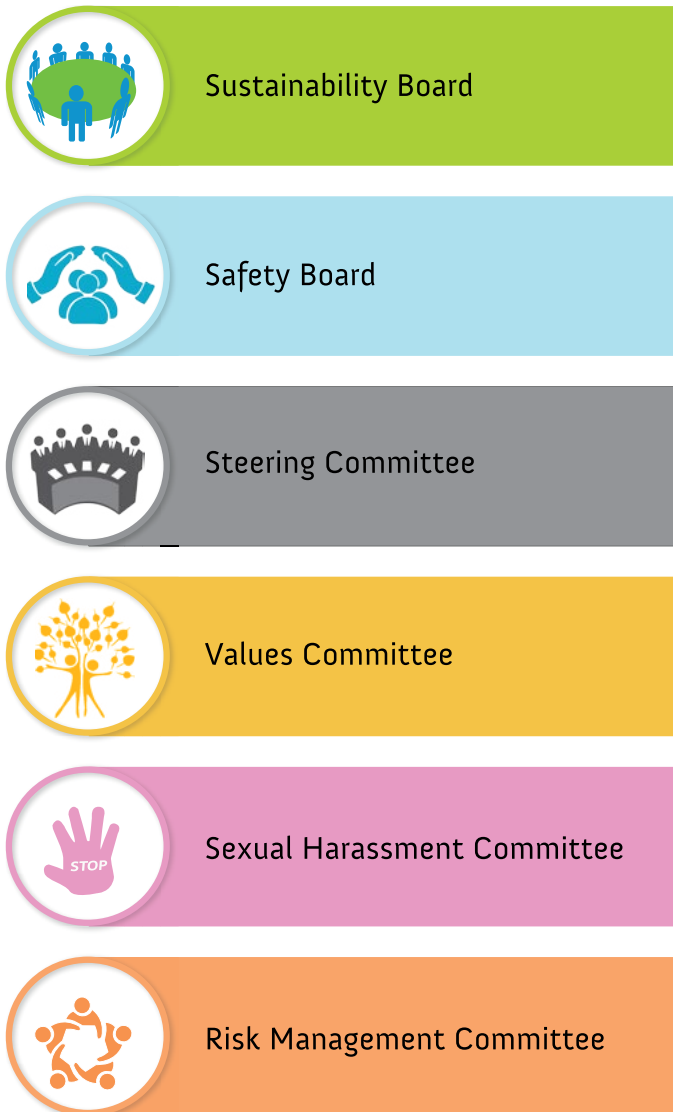 Sustainability Board
Safety Board
Steering Committee
Values Committee
STOP
Sexual Harassment Committee
Risk Management Committee